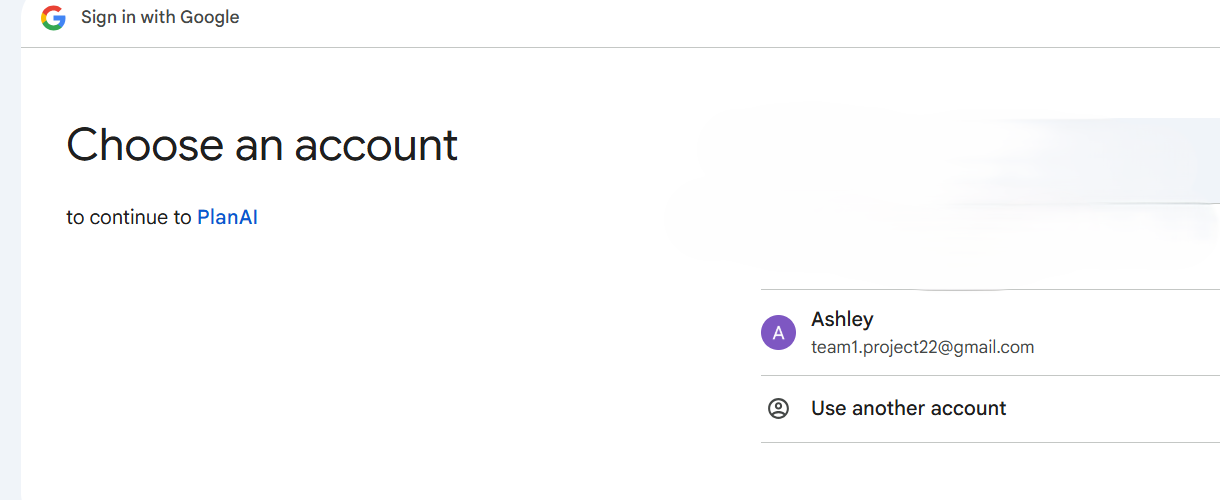 Sign in with Google
Choose an account
to continue to PlanAI
A
Ashley
team1.project22@gmail.com
Use another account